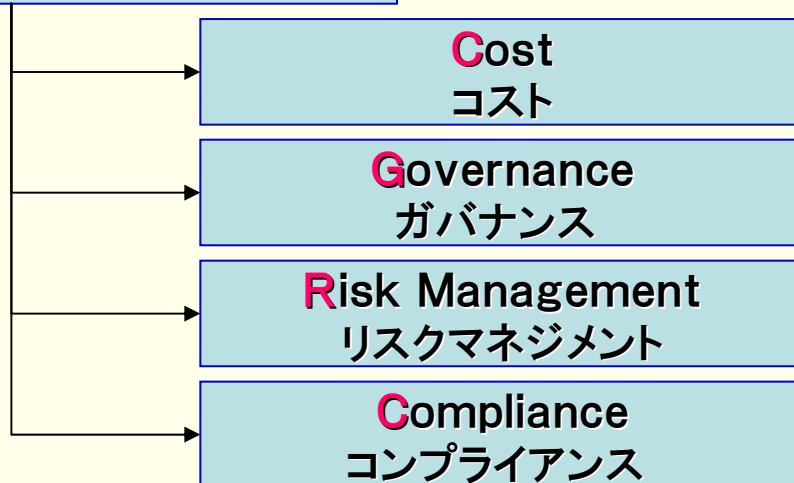 Cost
コスト
Governance
ガバナンス
Risk Management
リスクマネジメント
Compliance
コンプライアンス